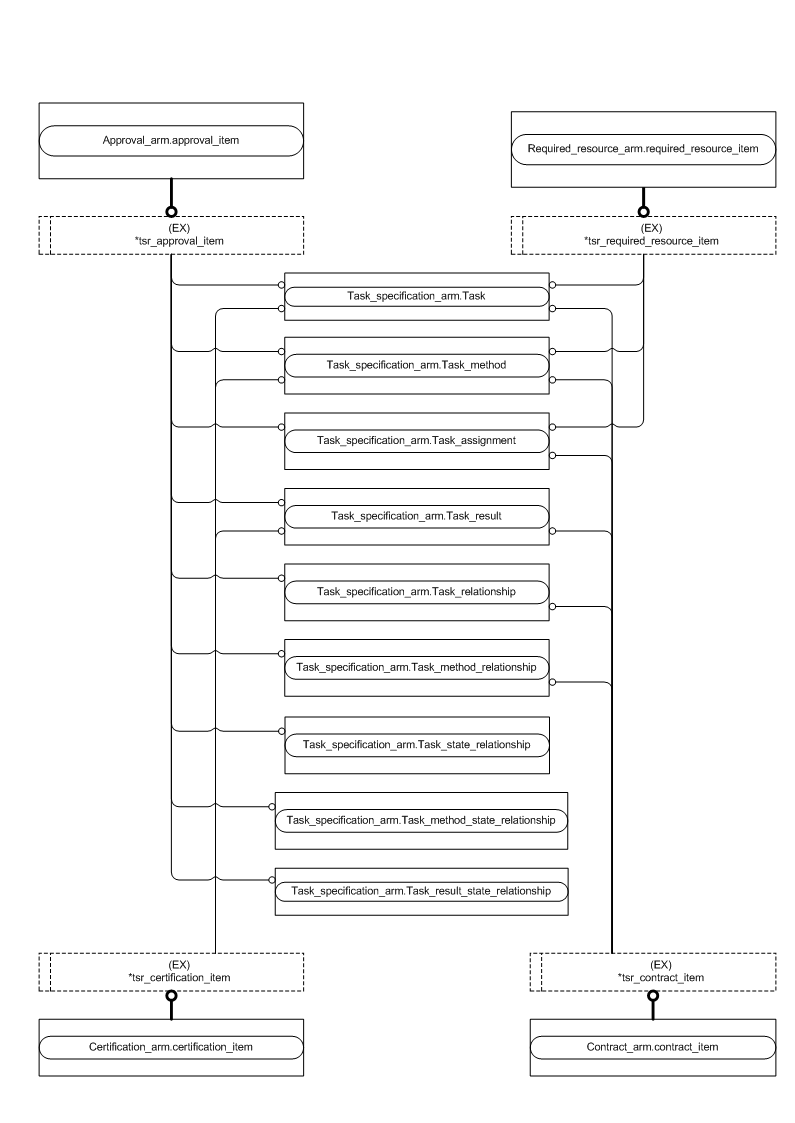 Approval_arm.approval_item
Required_resource_arm.required_resource_item
(EX)
*tsr_approval_item
(EX)
*tsr_required_resource_item
Task_specification_arm.Task
Task_specification_arm.Task_method
Task_specification_arm.Task_assignment
Task_specification_arm.Task_result
Task_specification_arm.Task_relationship
Task_specification_arm.Task_method_relationship
Task_specification_arm.Task_state_relationship
Task_specification_arm.Task_method_state_relationship
Task_specification_arm.Task_result_state_relationship
(EX)
*tsr_certification_item
(EX)
*tsr_contract_item
Certification_arm.certification_item
Contract_arm.contract_item